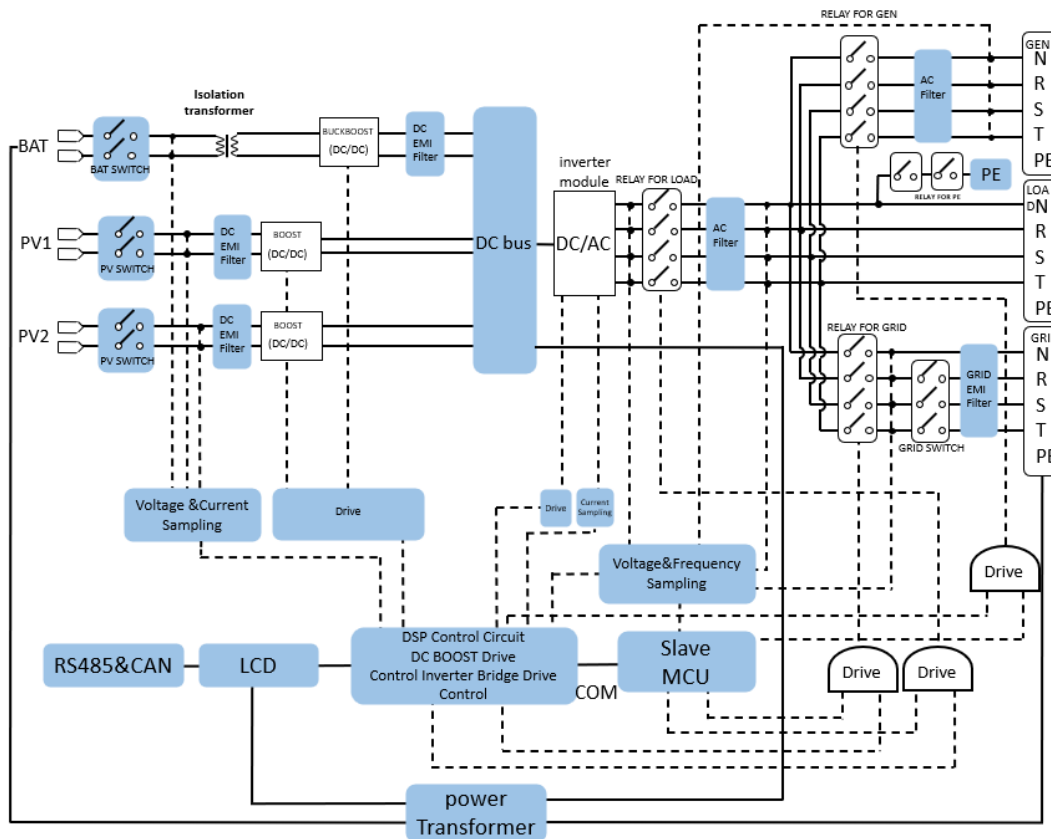 RELAY FOR GEN
GEN
N
R
S
T
PE
AC
Filter
Isolation
transformer
BAT
BAT SWITCH
BUCKBOOST
(DC/DC)
DC
EMI
Filter
inverter
module
RELAY FOR LOAD
RELAY FOR PE
PE
LOA
D
N
R
S
T
PE
PV1
PV SWITCH
DC
EMI
Filter
BOOST
(DC/DC)
DC bus
DC/AC
AC
Filter
PV2
PV SWITCH
DC
EMI
Filter
BOOST
(DC/DC)
RELAY FOR GRID
GRI
N
R
S
T
PE
GRID
EMI
Filter
GRID SWITCH
Voltage &Current
Sampling
Drive
Drive
Current
Sampling
Voltage&Frequency
Sampling
Drive
RS485&CAN
LCD
DSP Control Circuit
DC BOOST Drive
Control Inverter Bridge Drive
Control
COM
Slave
MCU
Drive
Drive
power
Transformer